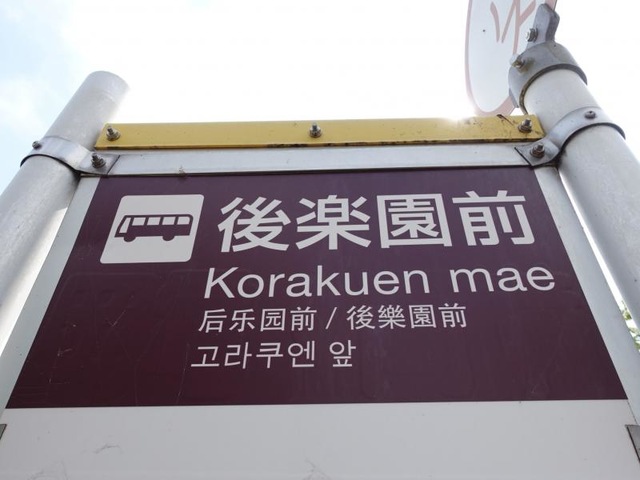 後楽園前
Korakuen mae
后乐园前 / 後樂園前
고라쿠엔 앞